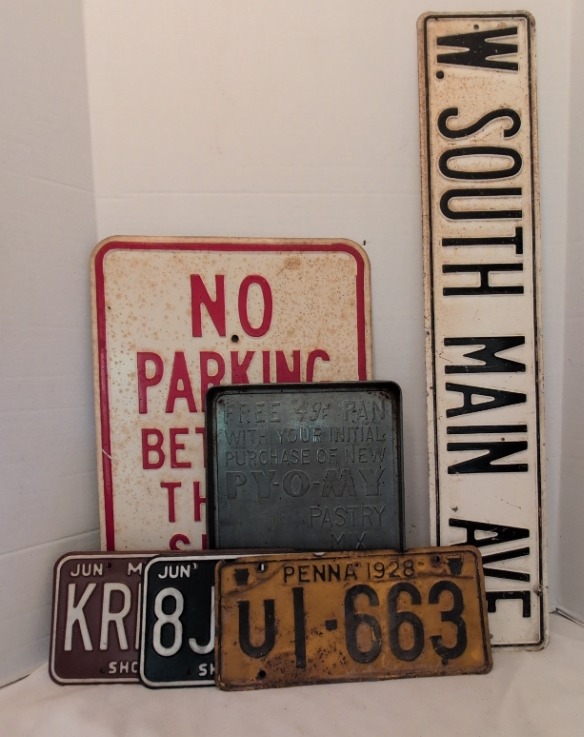 W. SOUTH MAIN AVE
NO
PARKING
BET
TH
S
FREE 49¢ PAN
WITH YOUR INITIAL
PURCHASE OF NEW
PY-O-MY
PASTRY
MIX
JUN M
KR
SHO
JUN
8J
SH
PENNA 1928
U1-663